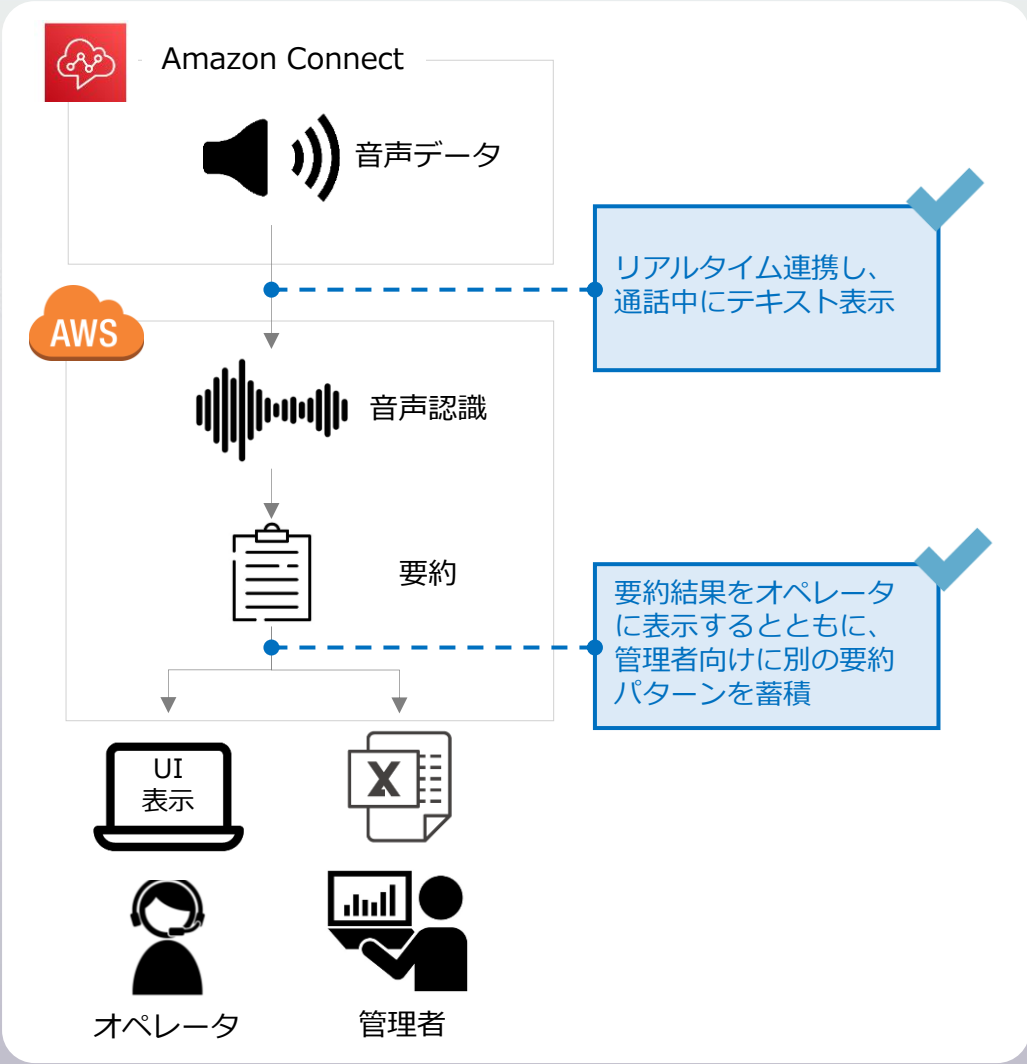 Amazon Connect
音声データ
リアルタイム連携し、
通話中にテキスト表示
AWS
音声認識
要約
要約結果をオペレータ
に表示するとともに、
管理者向けに別の要約
パターンを蓄積
UI
表示
X
オペレータ
管理者